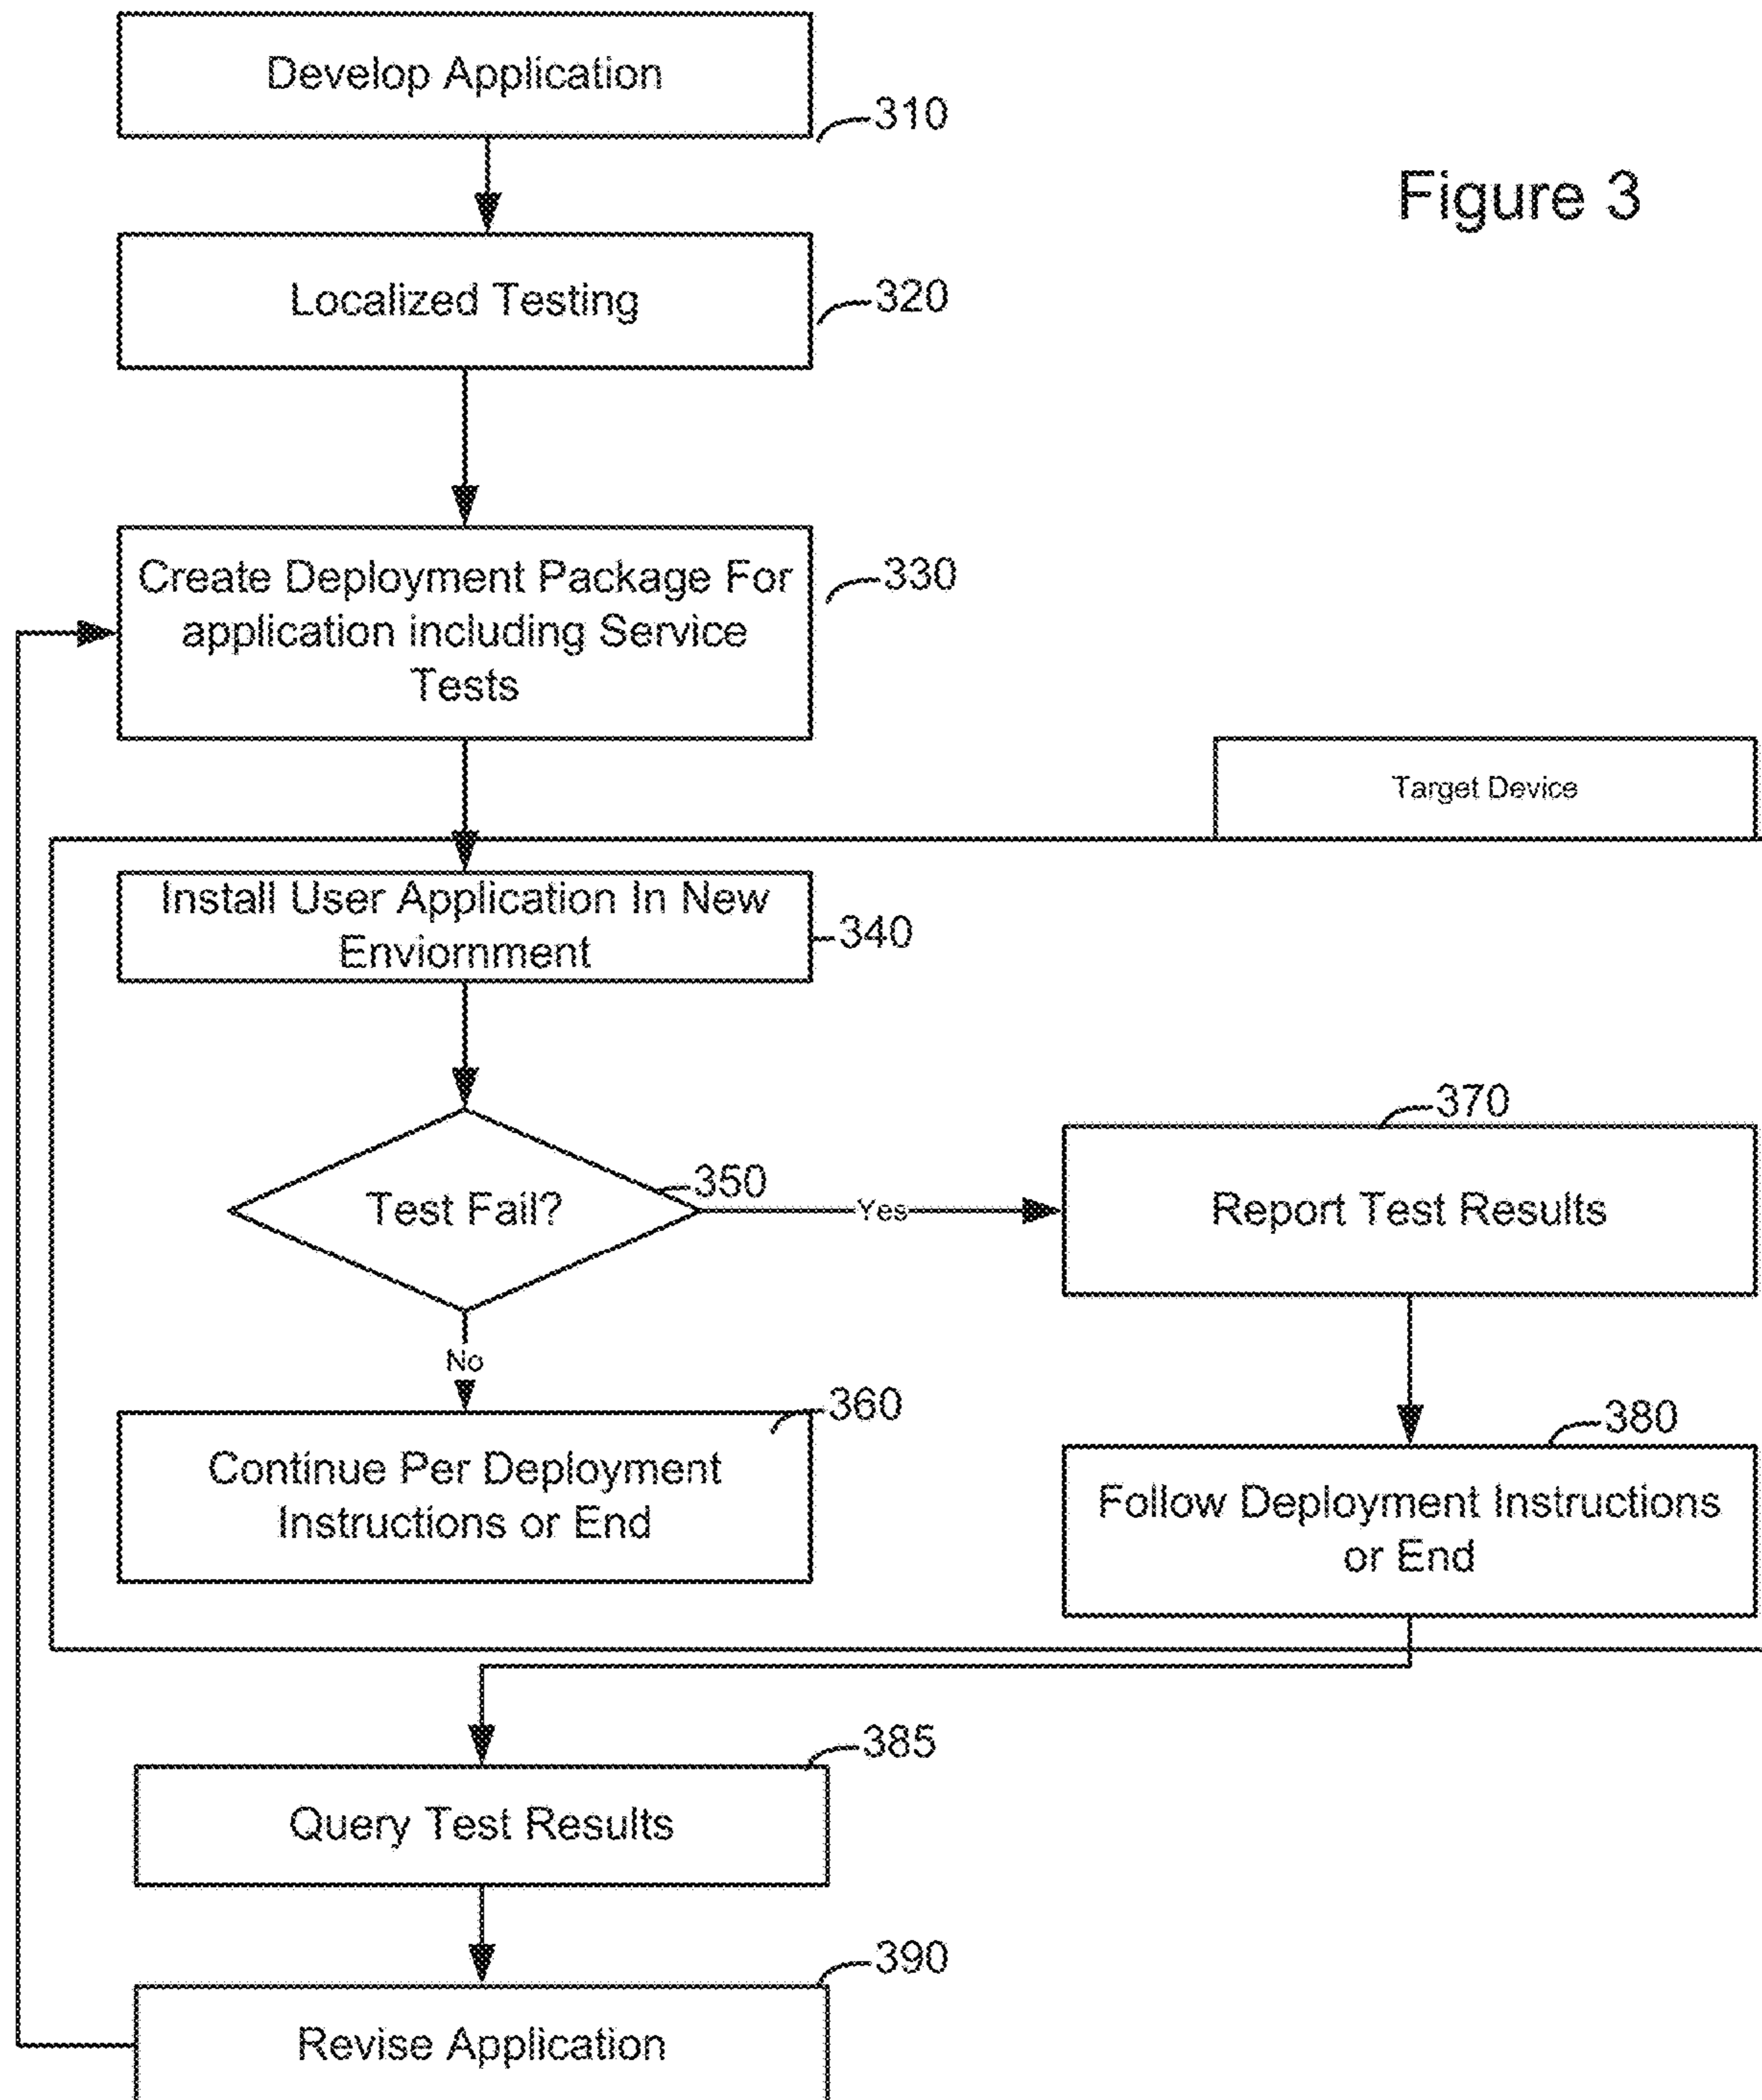 Develop Application
310
Figure 3
Localized Testing
320
Create Deployment Package For
application including Service
Tests
330
Target Device
Install User Application In New
Enviornment
340
Test Fail?
350
Yes
370
Report Test Results
No
360
Continue Per Deployment
Instructions or End
380
Follow Deployment Instructions
or End
385
Query Test Results
390
Revise Application